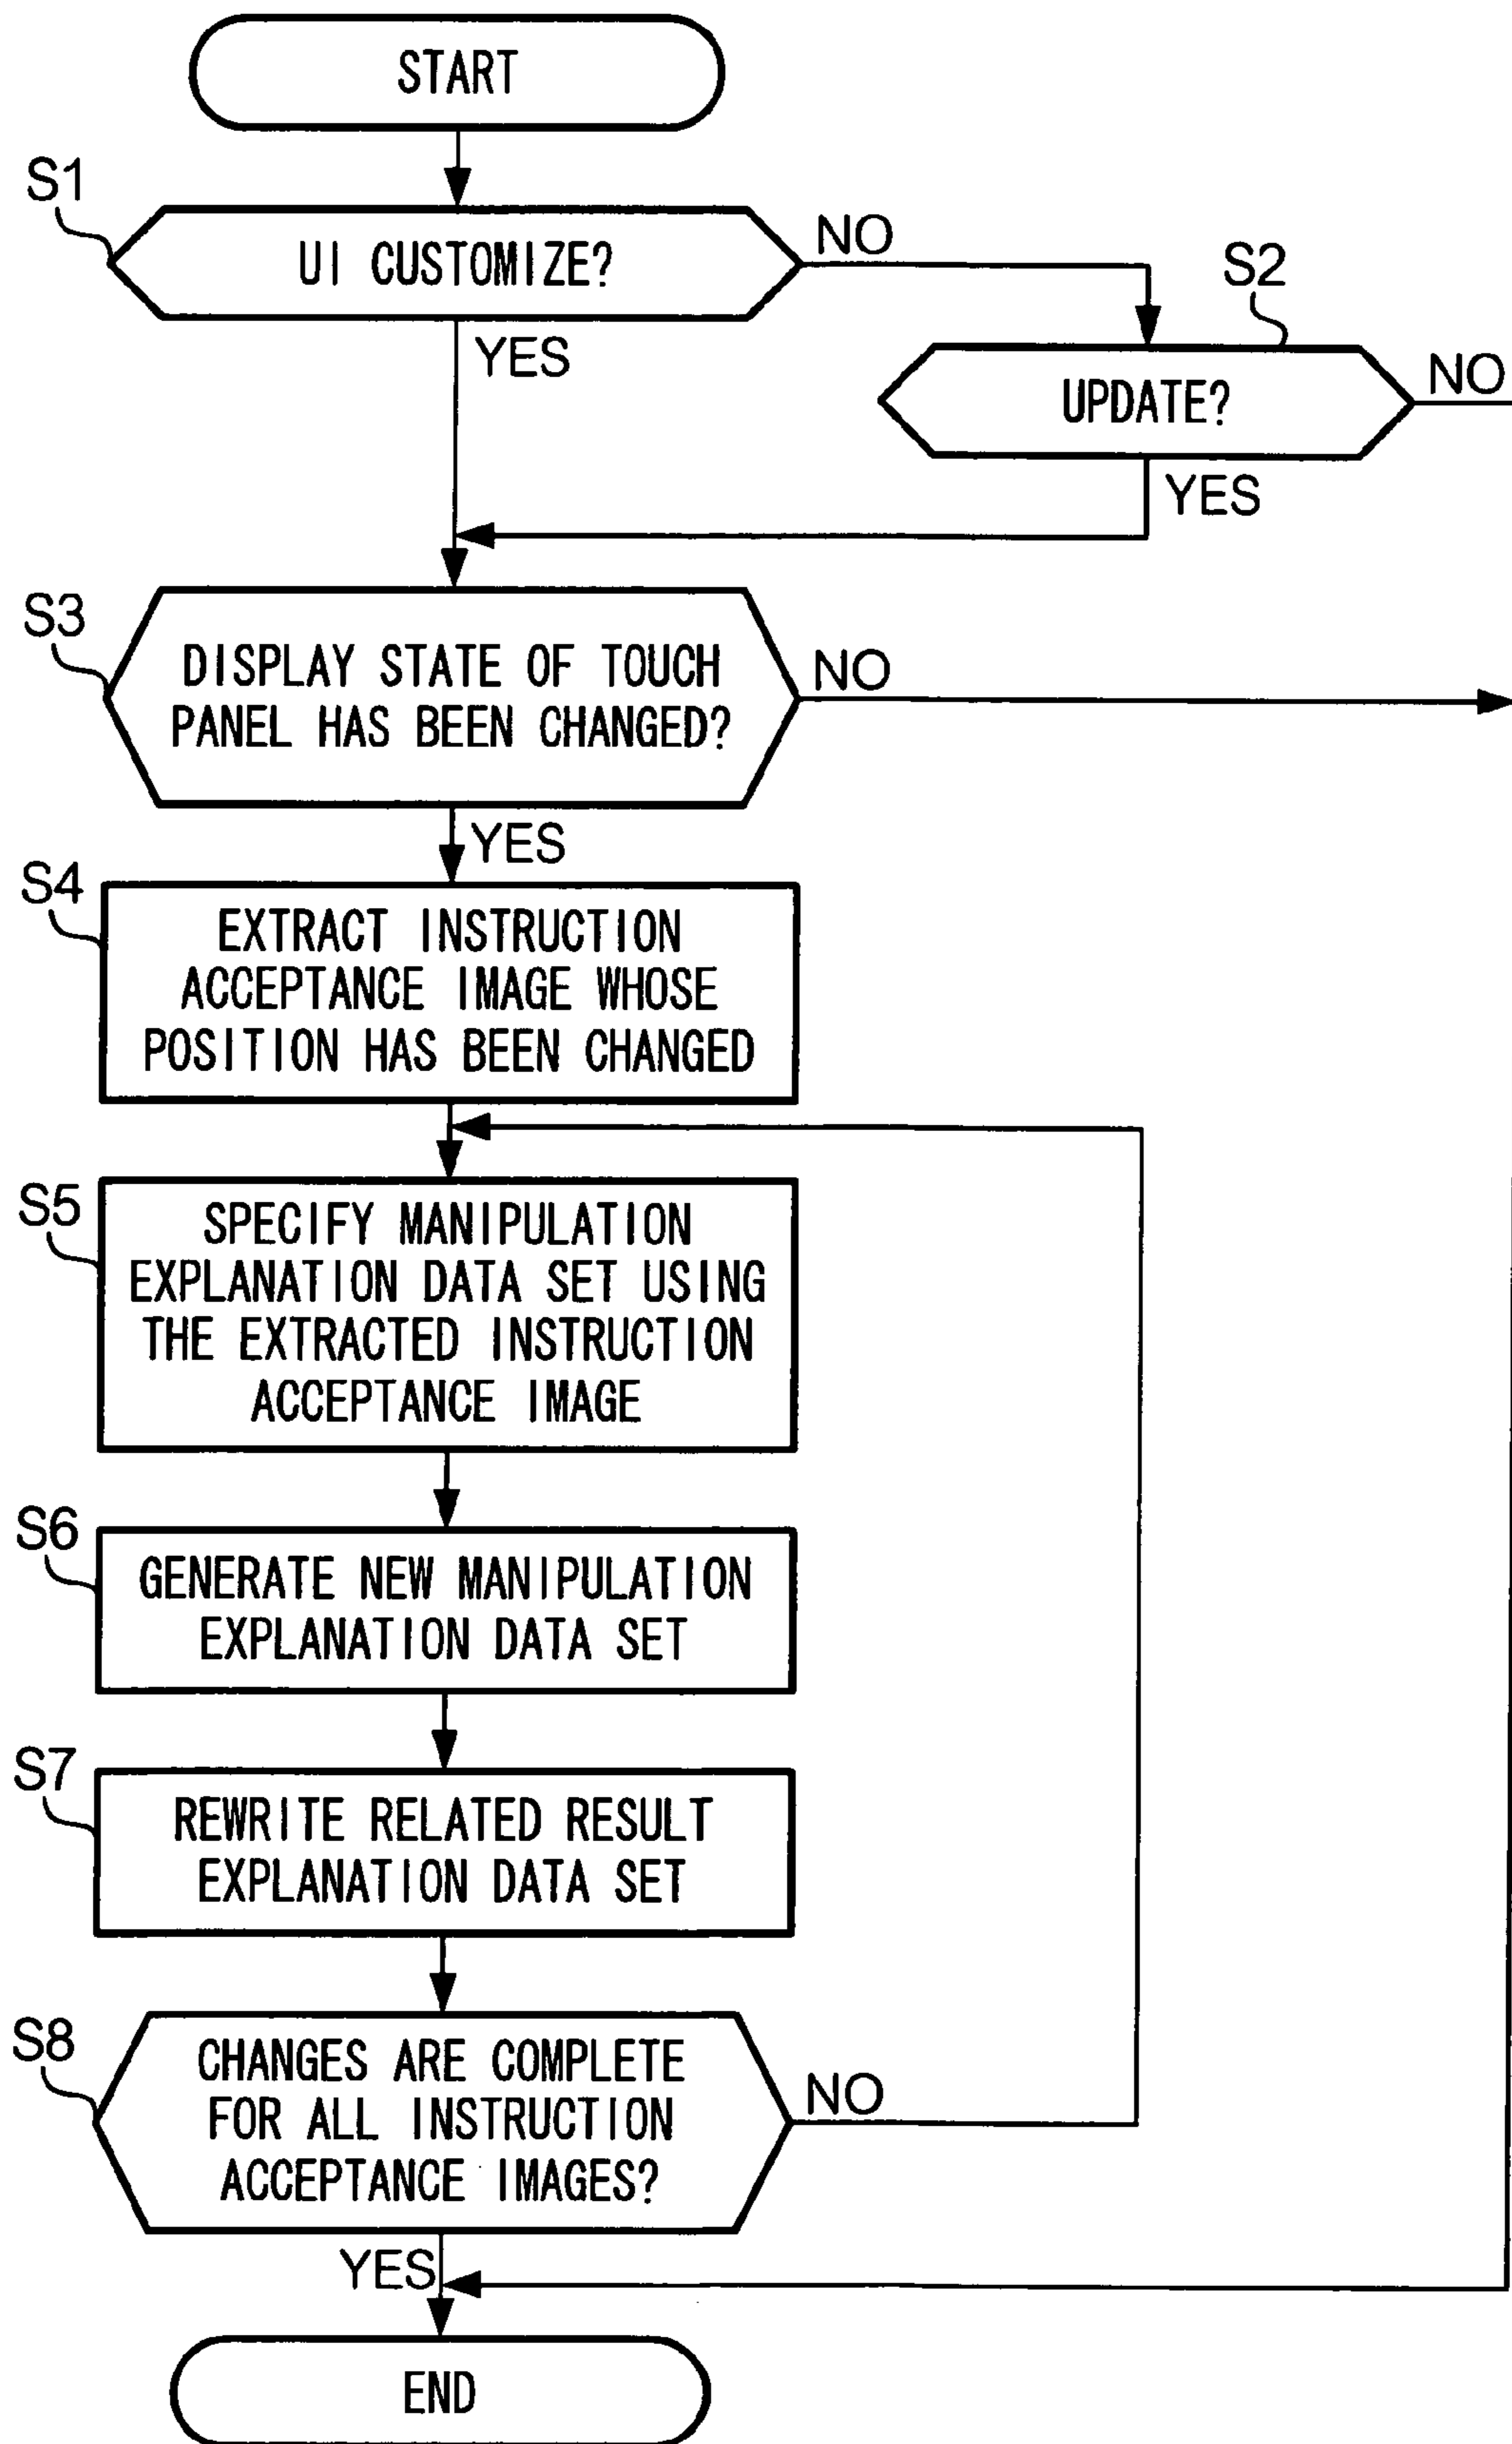 START
S1
UI CUSTOMIZE?
NO
S2
YES
UPDATE?
NO
YES
S3
DISPLAY STATE OF TOUCH
PANEL HAS BEEN CHANGED?
NO
YES
S4
EXTRACT INSTRUCTION
ACCEPTANCE IMAGE WHOSE
POSITION HAS BEEN CHANGED
S5
SPECIFY MANIPULATION
EXPLANATION DATA SET USING
THE EXTRACTED INSTRUCTION
ACCEPTANCE IMAGE
S6
GENERATE NEW MANIPULATION
EXPLANATION DATA SET
S7
REWRITE RELATED RESULT
EXPLANATION DATA SET
S8
CHANGES ARE COMPLETE
FOR ALL INSTRUCTION
ACCEPTANCE IMAGES?
NO
YES
END